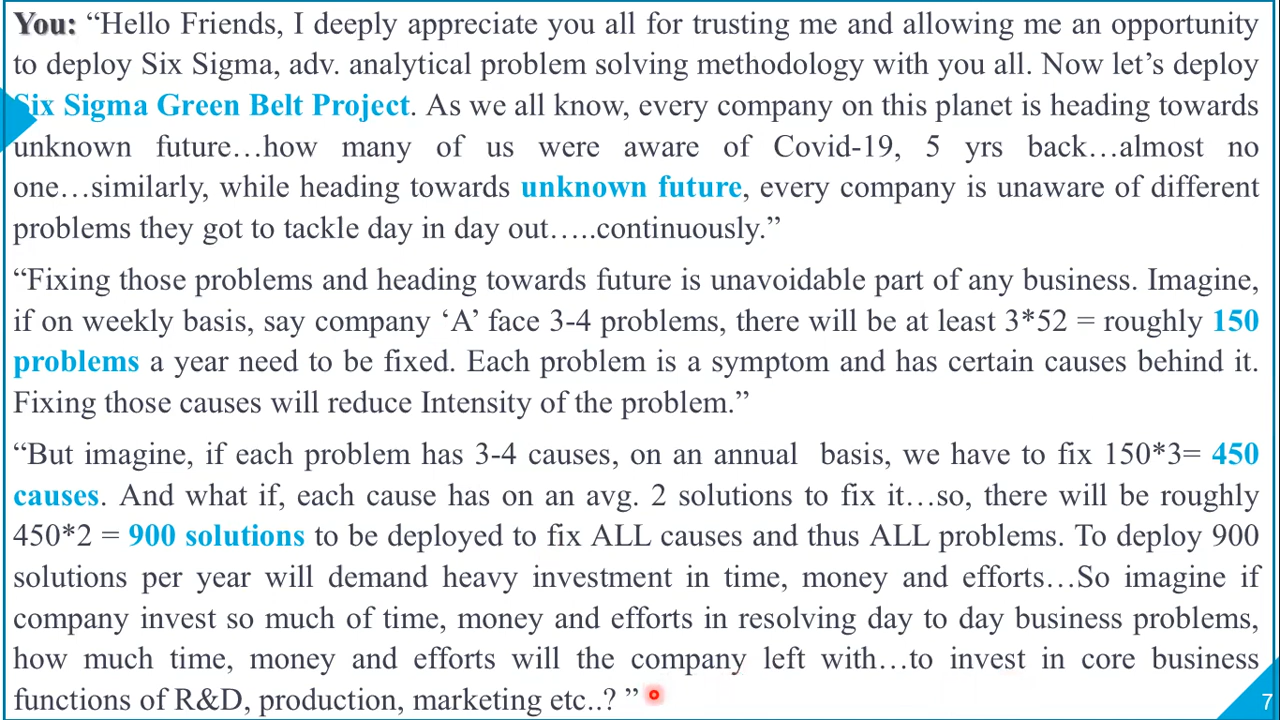 You: “Hello Friends, I deeply appreciate you all for trusting me and allowing me an opportunity
to deploy Six Sigma, adv. analytical problem solving methodology with you all. Now let’s deploy
Six Sigma Green Belt Project. As we all know, every company on this planet is heading towards
unknown future…how many of us were aware of Covid-19, 5 yrs back…almost no
one…similarly, while heading towards unknown future, every company is unaware of different
problems they got to tackle day in day out…..continuously.”
“Fixing those problems and heading towards future is unavoidable part of any business. Imagine,
if on weekly basis, say company ‘A’ face 3-4 problems, there will be at least 3*52 = roughly 150
problems a year need to be fixed. Each problem is a symptom and has certain causes behind it.
Fixing those causes will reduce Intensity of the problem.”
“But imagine, if each problem has 3-4 causes, on an annual basis, we have to fix 150*3= 450
causes. And what if, each cause has on an avg. 2 solutions to fix it…so, there will be roughly
450*2 = 900 solutions to be deployed to fix ALL causes and thus ALL problems. To deploy 900
solutions per year will demand heavy investment in time, money and efforts…So imagine if
company invest so much of time, money and efforts in resolving day to day business problems,
how much time, money and efforts will the company left with…to invest in core business
functions of R&D, production, marketing etc..? ”
7